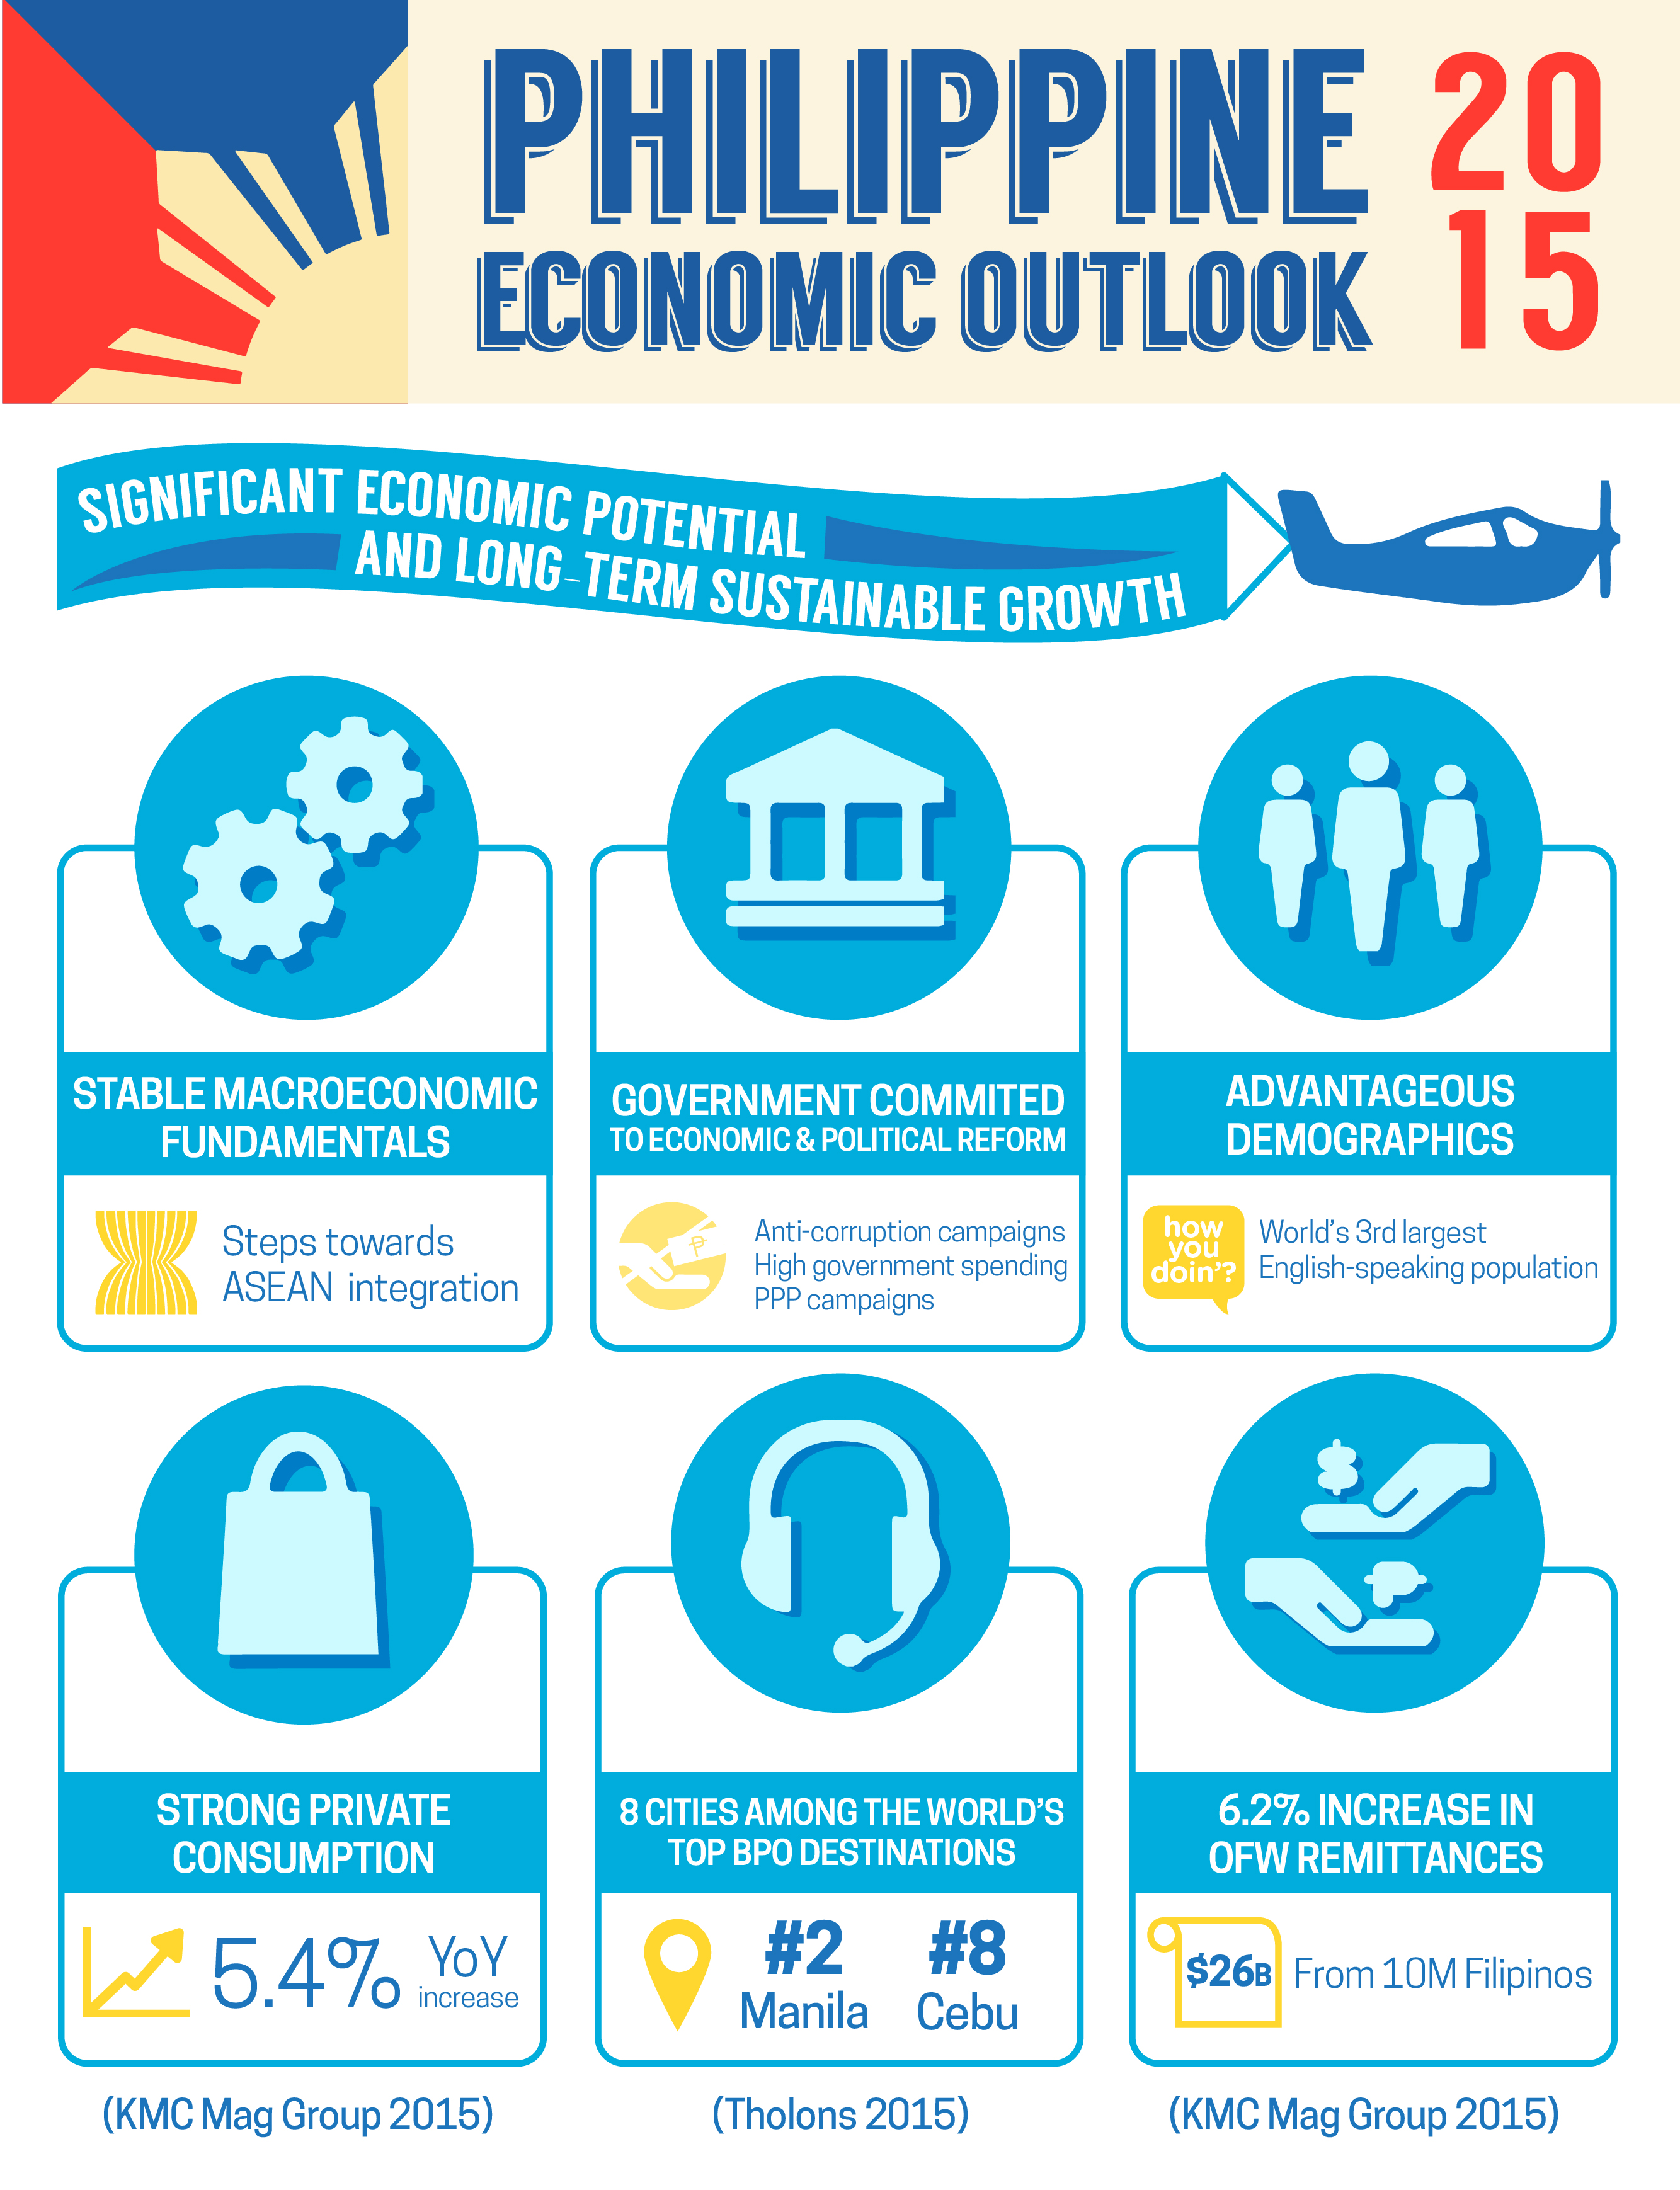 PHILIPPINE
ECONOMIC OUTLOOK
20
15
SIGNIFICANT ECONOMIC POTENTIAL
AND LONG-TERM SUSTAINABLE GROWTH
STABLE MACROECONOMIC
FUNDAMENTALS
Steps towards
ASEAN integration
GOVERNMENT COMMITED
TO ECONOMIC & POLITICAL REFORM
₱
Anti-corruption campaigns
High government spending
PPP campaigns
ADVANTAGEOUS
DEMOGRAPHICS
how
you
doin'?
World's 3rd largest
English-speaking population
STRONG PRIVATE
CONSUMPTION
5.4% YoY
increase
(KMC Mag Group 2015)
8 CITIES AMONG THE WORLD'S
TOP BPO DESTINATIONS
#2 #8
Manila Cebu
(Tholons 2015)
$
₱
6.2% INCREASE IN
OFW REMITTANCES
$26B From 10M Filipinos
(KMC Mag Group 2015)